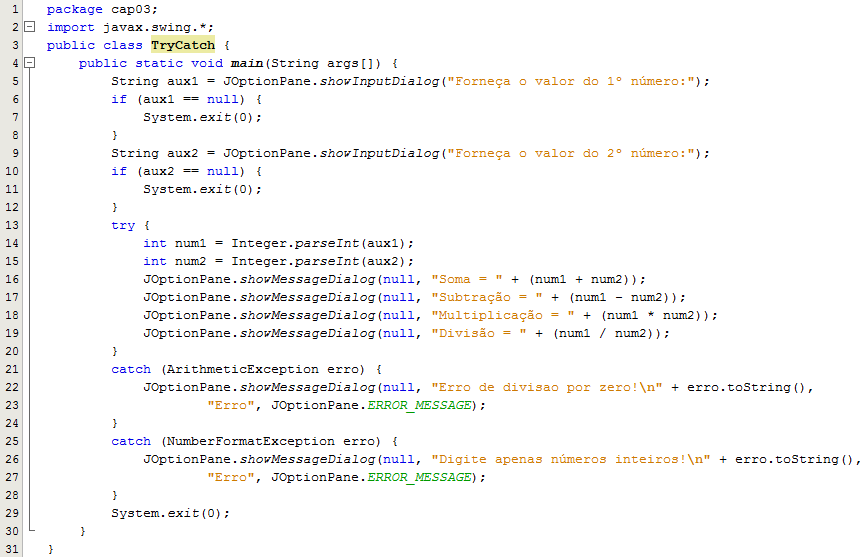 1 package cap03;
2 import javax.swing.*;
3 public class TryCatch {
4     public static void main(String args[]) {
5         String aux1 = JOptionPane.showInputDialog("Forneça o valor do 1º número:");
6         if (aux1 == null) {
7             System.exit(0);
8         }
9         String aux2 = JOptionPane.showInputDialog("Forneça o valor do 2º número:");
10         if (aux2 == null) {
11             System.exit(0);
12         }
13         try {
14             int num1 = Integer.parseInt(aux1);
15             int num2 = Integer.parseInt(aux2);
16             JOptionPane.showMessageDialog(null, "Soma = " + (num1 + num2));
17             JOptionPane.showMessageDialog(null, "Subtração = " + (num1 - num2));
18             JOptionPane.showMessageDialog(null, "Multiplicação = " + (num1 * num2));
19             JOptionPane.showMessageDialog(null, "Divisão = " + (num1 / num2));
20         }
21         catch (ArithmeticException erro) {
22             JOptionPane.showMessageDialog(null, "Erro de divisao por zero!\n" + erro.toString(),
23                     "Erro", JOptionPane.ERROR_MESSAGE);
24         }
25         catch (NumberFormatException erro) {
26             JOptionPane.showMessageDialog(null, "Digite apenas números inteiros!\n" + erro.toString(),
27                     "Erro", JOptionPane.ERROR_MESSAGE);
28         }
29         System.exit(0);
30     }
31 }